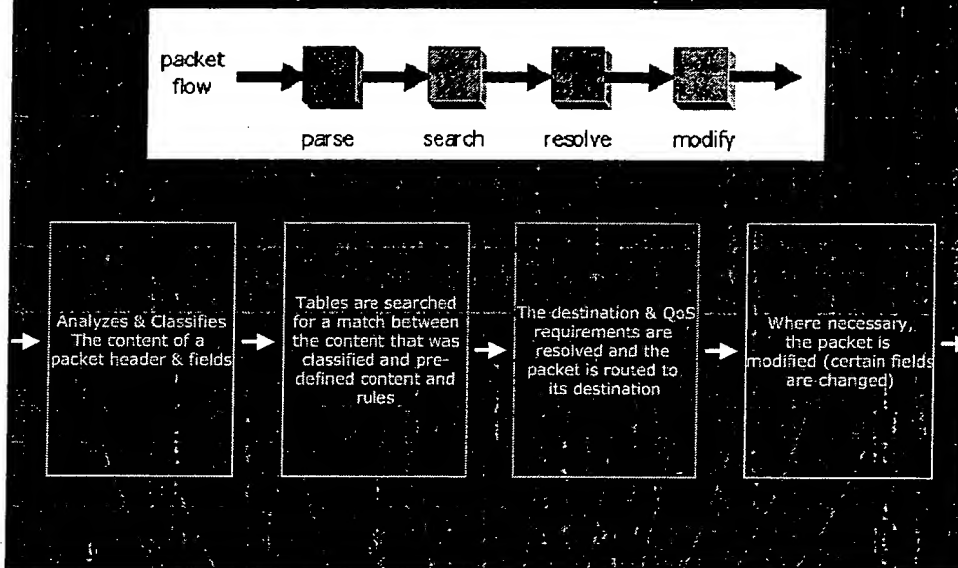 packet
flow
parse
search
resolve
modify
Analyzes & Classifies
The content of a
packet header & fields
Tables are searched
for a match between
the content that was
classified and pre-
defined content and
rules
The destination & QoS
requirements are
resolved and the
packet is routed to
its destination
Where necessary,
the packet is
modified (certain fields
are changed)